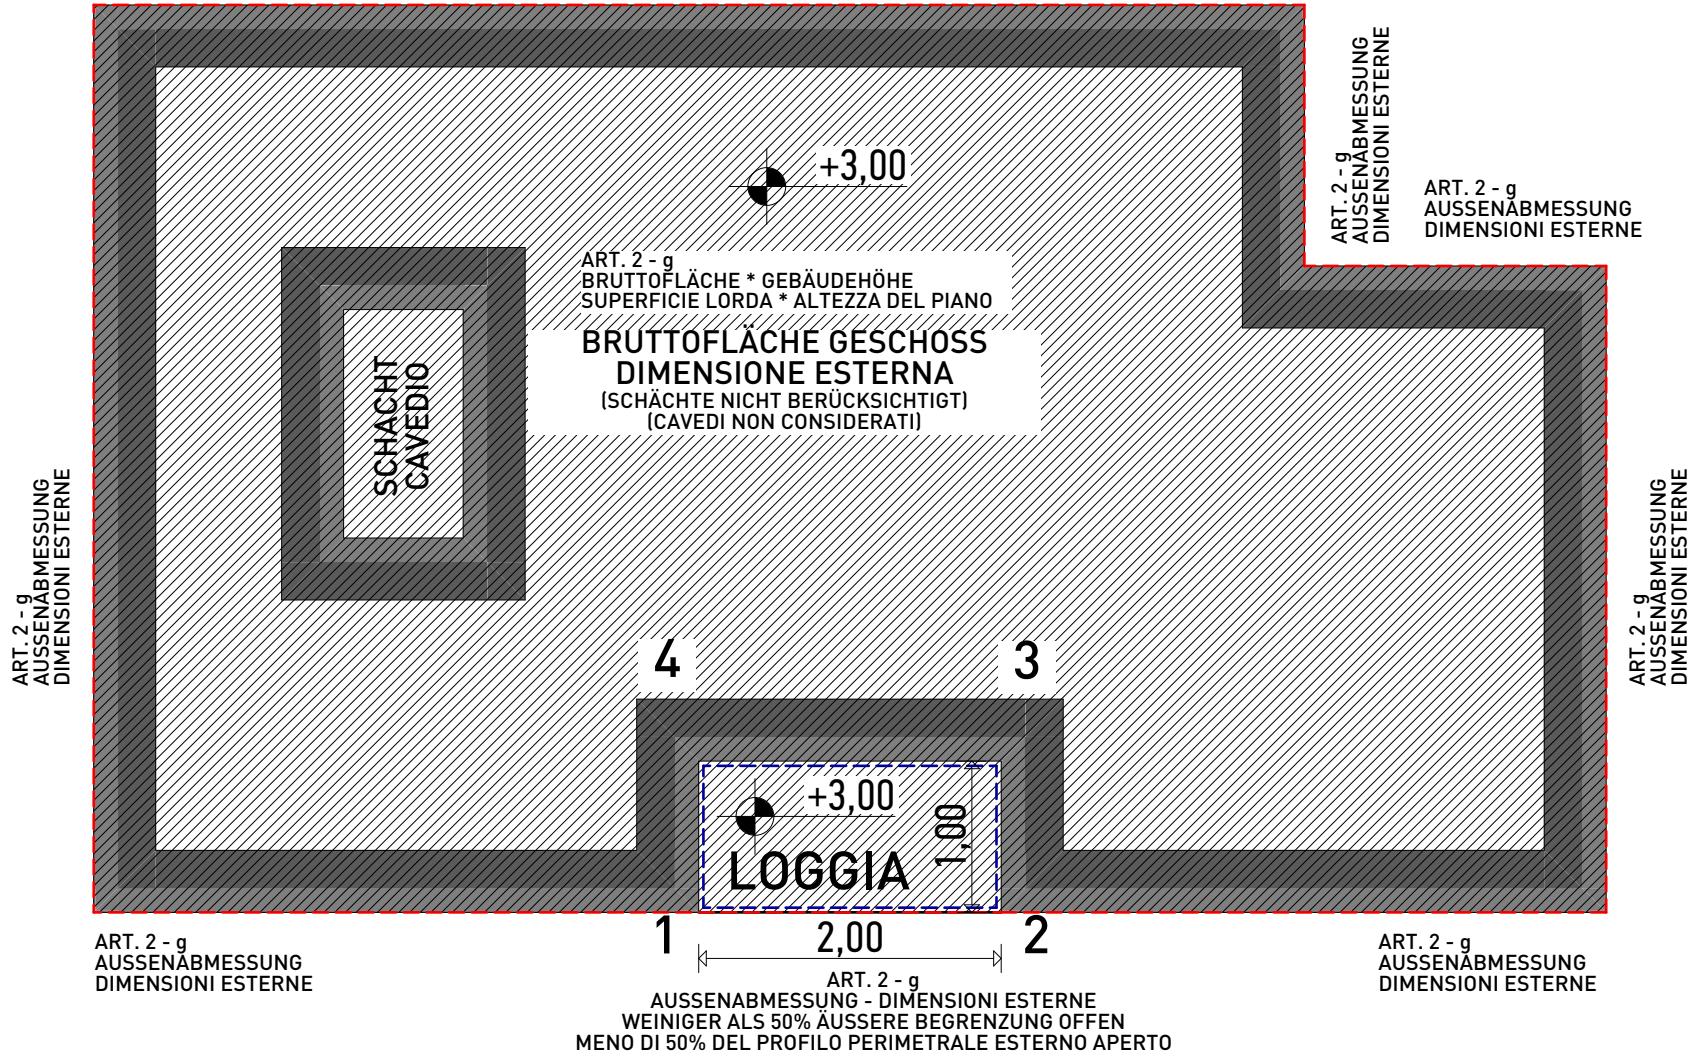 ART. 2 - g
AUSSENABMESSUNG
DIMENSIONI ESTERNE
ART. 2 - g
AUSSENABMESSUNG
DIMENSIONI ESTERNE
+3,00
ART. 2 - g
BRUTTOFLÄCHE * GEBÄUDEHÖHE
SUPERFICIE LORDA * ALTEZZA DEL PIANO
BRUTTOFLÄCHE GESCHOSS
DIMENSIONE ESTERNA
(SCHÄCHTE NICHT BERÜCKSICHTIGT)
(CAVEDI NON CONSIDERATI)
SCHACHT
CAVEDIO
ART. 2 - g
AUSSENABMESSUNG
DIMENSIONI ESTERNE
ART. 2 - g
AUSSENABMESSUNG
DIMENSIONI ESTERNE
4
3
+3,00
1,00
LOGGIA
1
2,00
2
ART. 2 - g
AUSSENABMESSUNG
DIMENSIONI ESTERNE
ART. 2 - g
AUSSENABMESSUNG - DIMENSIONI ESTERNE
WEINIGER ALS 50% ÄUSSERE BEGRENZUNG OFFEN
MENO DI 50% DEL PROFILO PERIMETRALE ESTERNO APERTO
ART. 2 - g
AUSSENABMESSUNG
DIMENSIONI ESTERNE